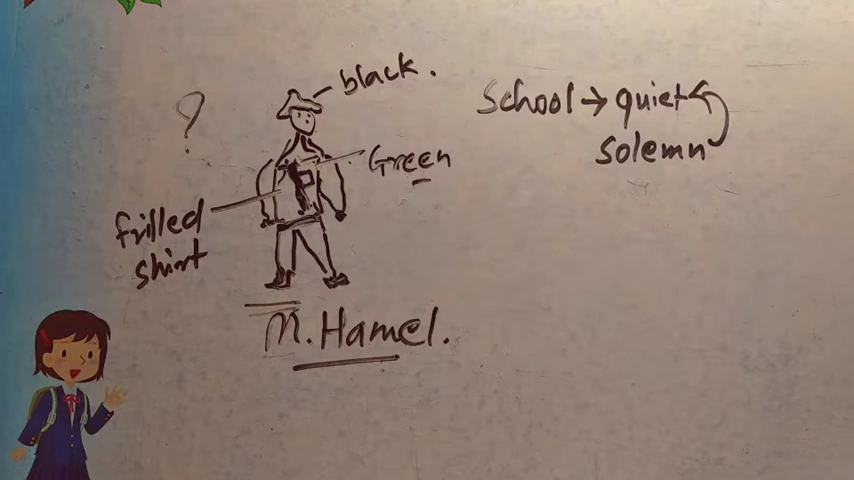 ?
black.
School → quiet
solemn
Green
frilled
shirt
M. Hamel.